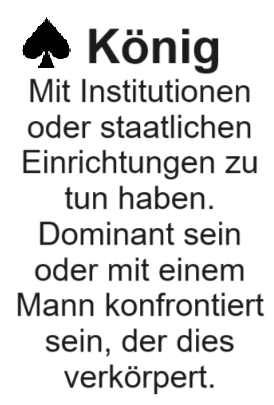 ♠ König
Mit Institutionen
oder staatlichen
Einrichtungen zu
tun haben.
Dominant sein
oder mit einem
Mann konfrontiert
sein, der dies
verkörpert.